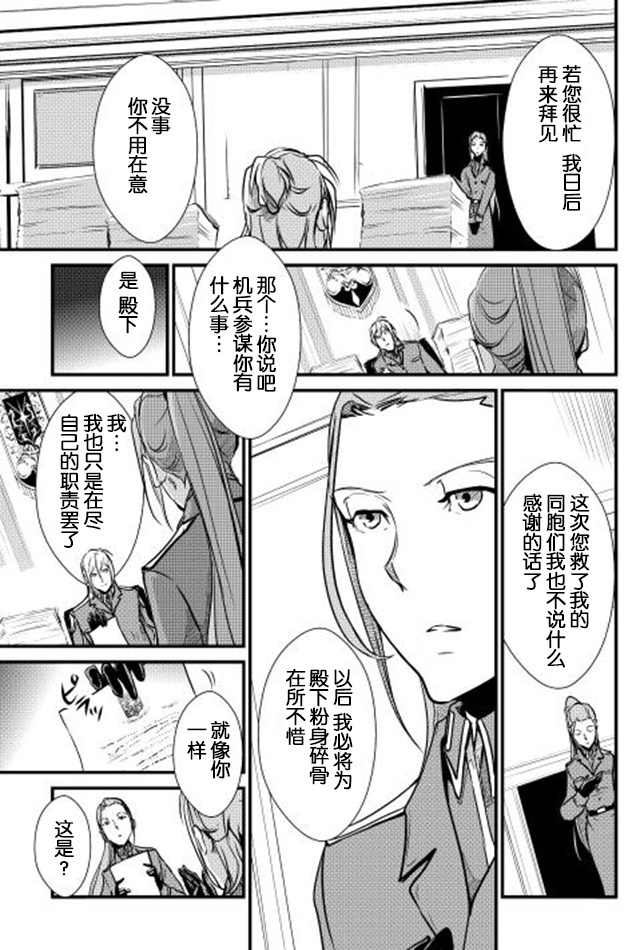 若您很忙 我日后
再来拜见
没事
你不用在意
那个…你说吧
机兵参谋你有
什么事…
是 殿下
这次您救了我的
同胞们我也不说什么
感谢的话了
以后 我必将为
殿下粉身碎骨
在所不惜
我…
我也只是在尽
自己的职责罢了
ピラ
就像你
一样
这是？